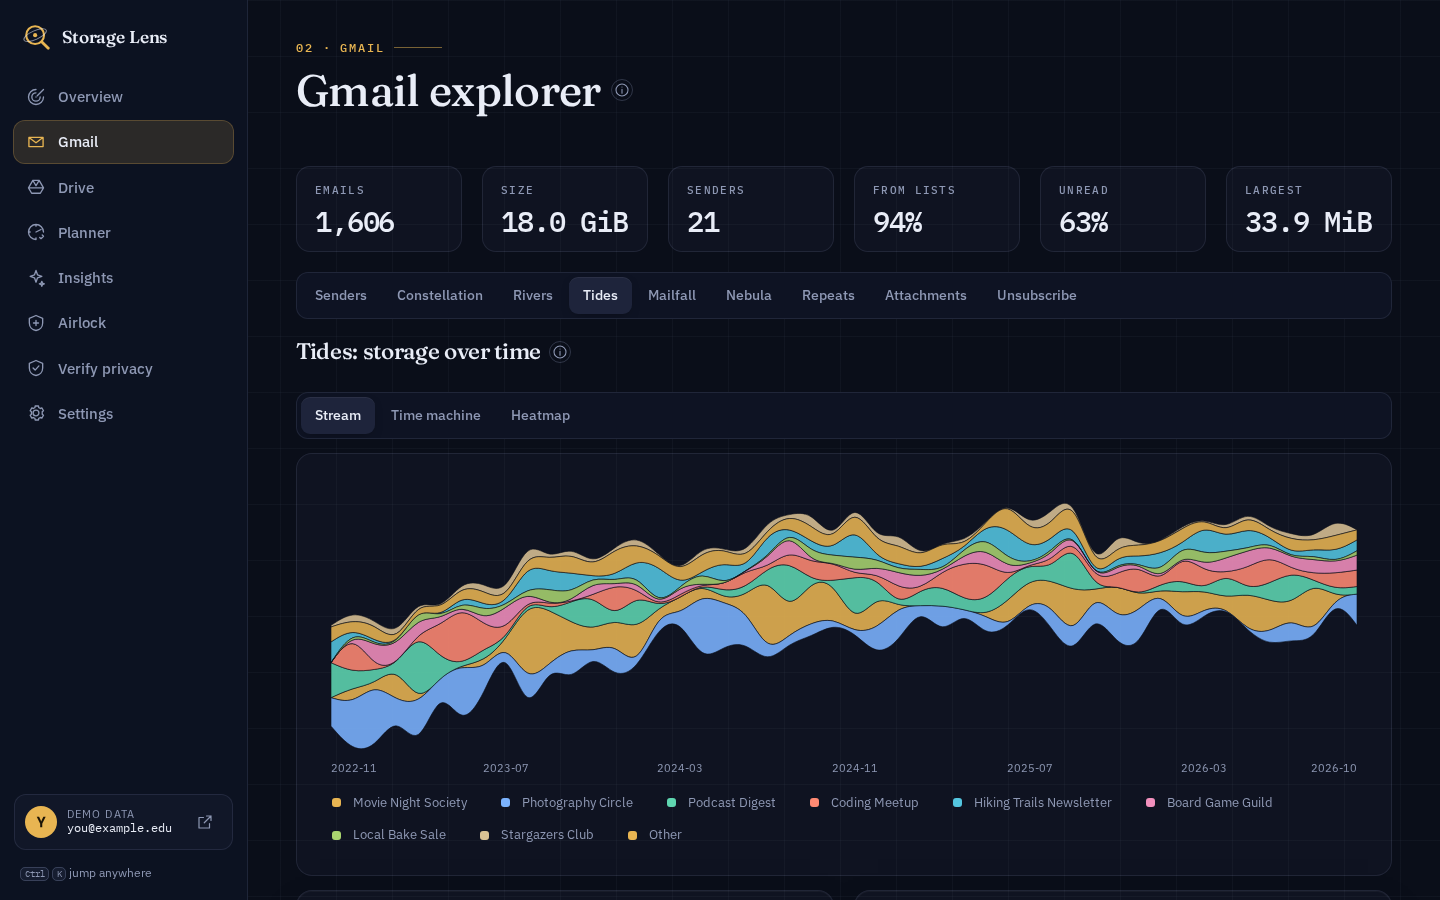 Storage Lens
Overview
Gmail
Drive
Planner
Insights
Airlock
Verify privacy
Settings
Y
DEMO DATA
you@example.edu
Ctrl K jump anywhere
02 · GMAIL
Gmail explorer
EMAILS
1,606
SIZE
18.0 GiB
SENDERS
21
FROM LISTS
94%
UNREAD
63%
LARGEST
33.9 MiB
Senders Constellation Rivers Tides Mailfall Nebula Repeats Attachments Unsubscribe
Tides: storage over time
Stream Time machine Heatmap
2022-11 2023-07 2024-03 2024-11 2025-07 2026-03 2026-10
Movie Night Society Photography Circle Podcast Digest Coding Meetup Hiking Trails Newsletter Board Game Guild
Local Bake Sale Stargazers Club Other